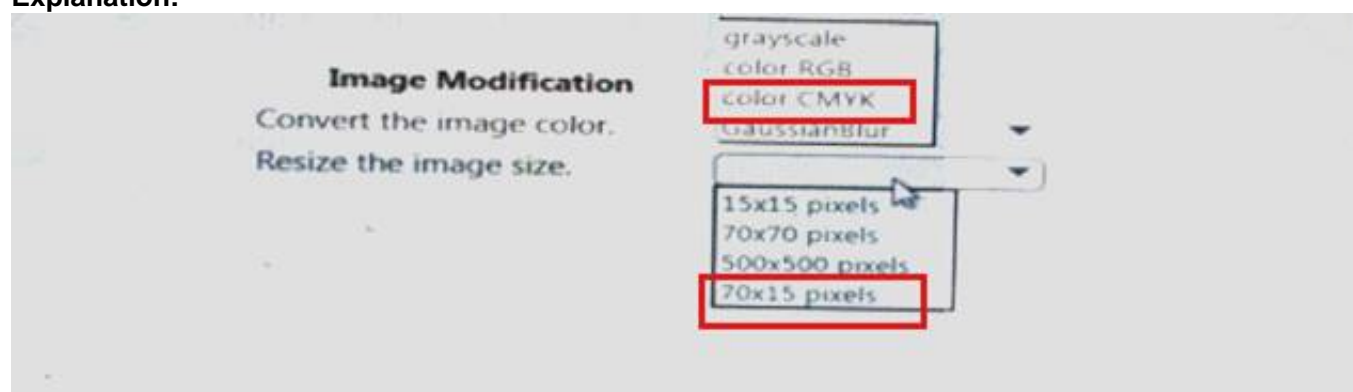 Explanation:
Image Modification
Convert the image color.
Resize the image size.
grayscale
color RGB
color CMYK
GaussianBlur
15x15 pixels
70x70 pixels
500x500 pixels
70x15 pixels